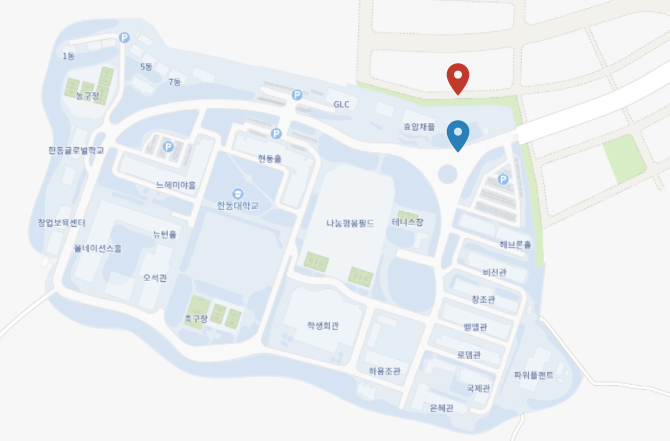 P
1동
5동
7동
농구장
P
GLC
효암채플
P
한동글로벌학교
P
현동홀
느헤미야홀
P
한동대학교
창업보육센터
나눔평봉필드
테니스장
뉴턴홀
올네이션스홀
헤브론홀
오석관
비전관
창조관
축구장
학생회관
벧엘관
로뎀관
하용조관
파워플랜트
국제관
은혜관